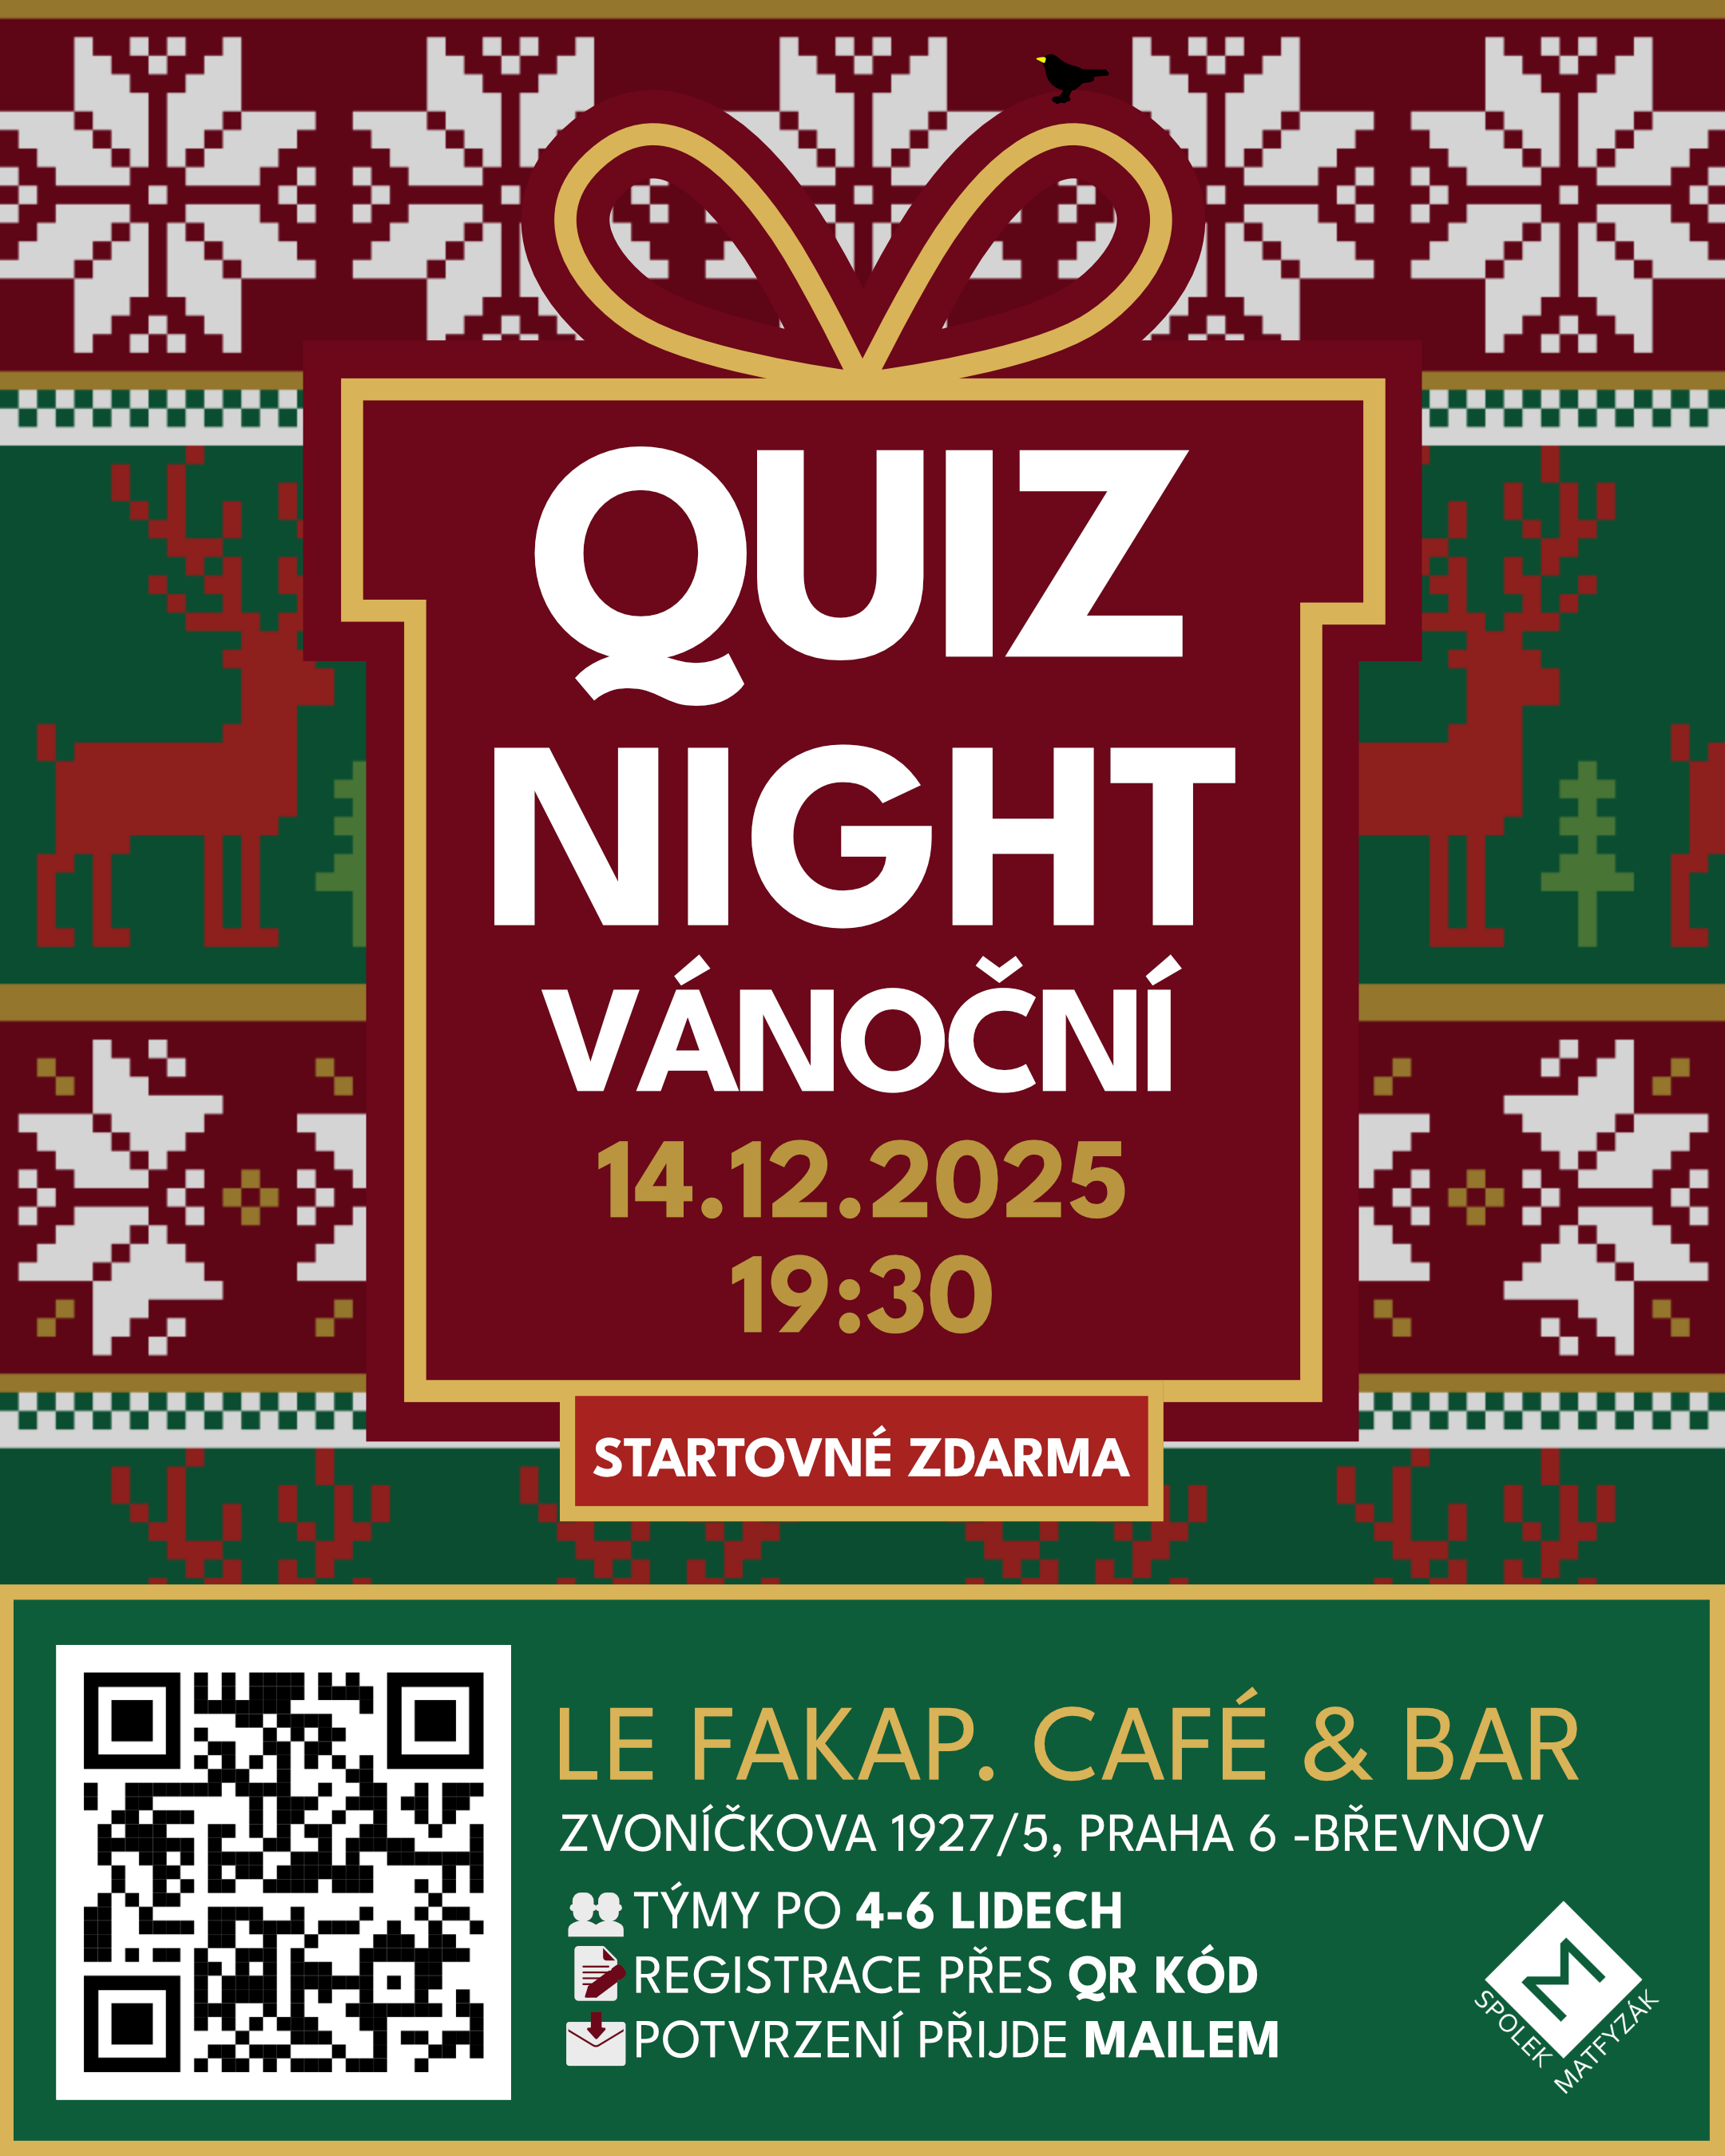 QUIZ
NIGHT
VÁNOČNÍ
14.12.2025
19:30
STARTOVNÉ ZDARMA
LE FAKAP. CAFÉ & BAR
ZVONÍČKOVA 1927/5, PRAHA 6 -BŘEVNOV
TÝMY PO 4-6 LIDECH
REGISTRACE PŘES QR KÓD
POTVRZENÍ PŘIJDE MAILEM
SPOLEK MATFYZÁK